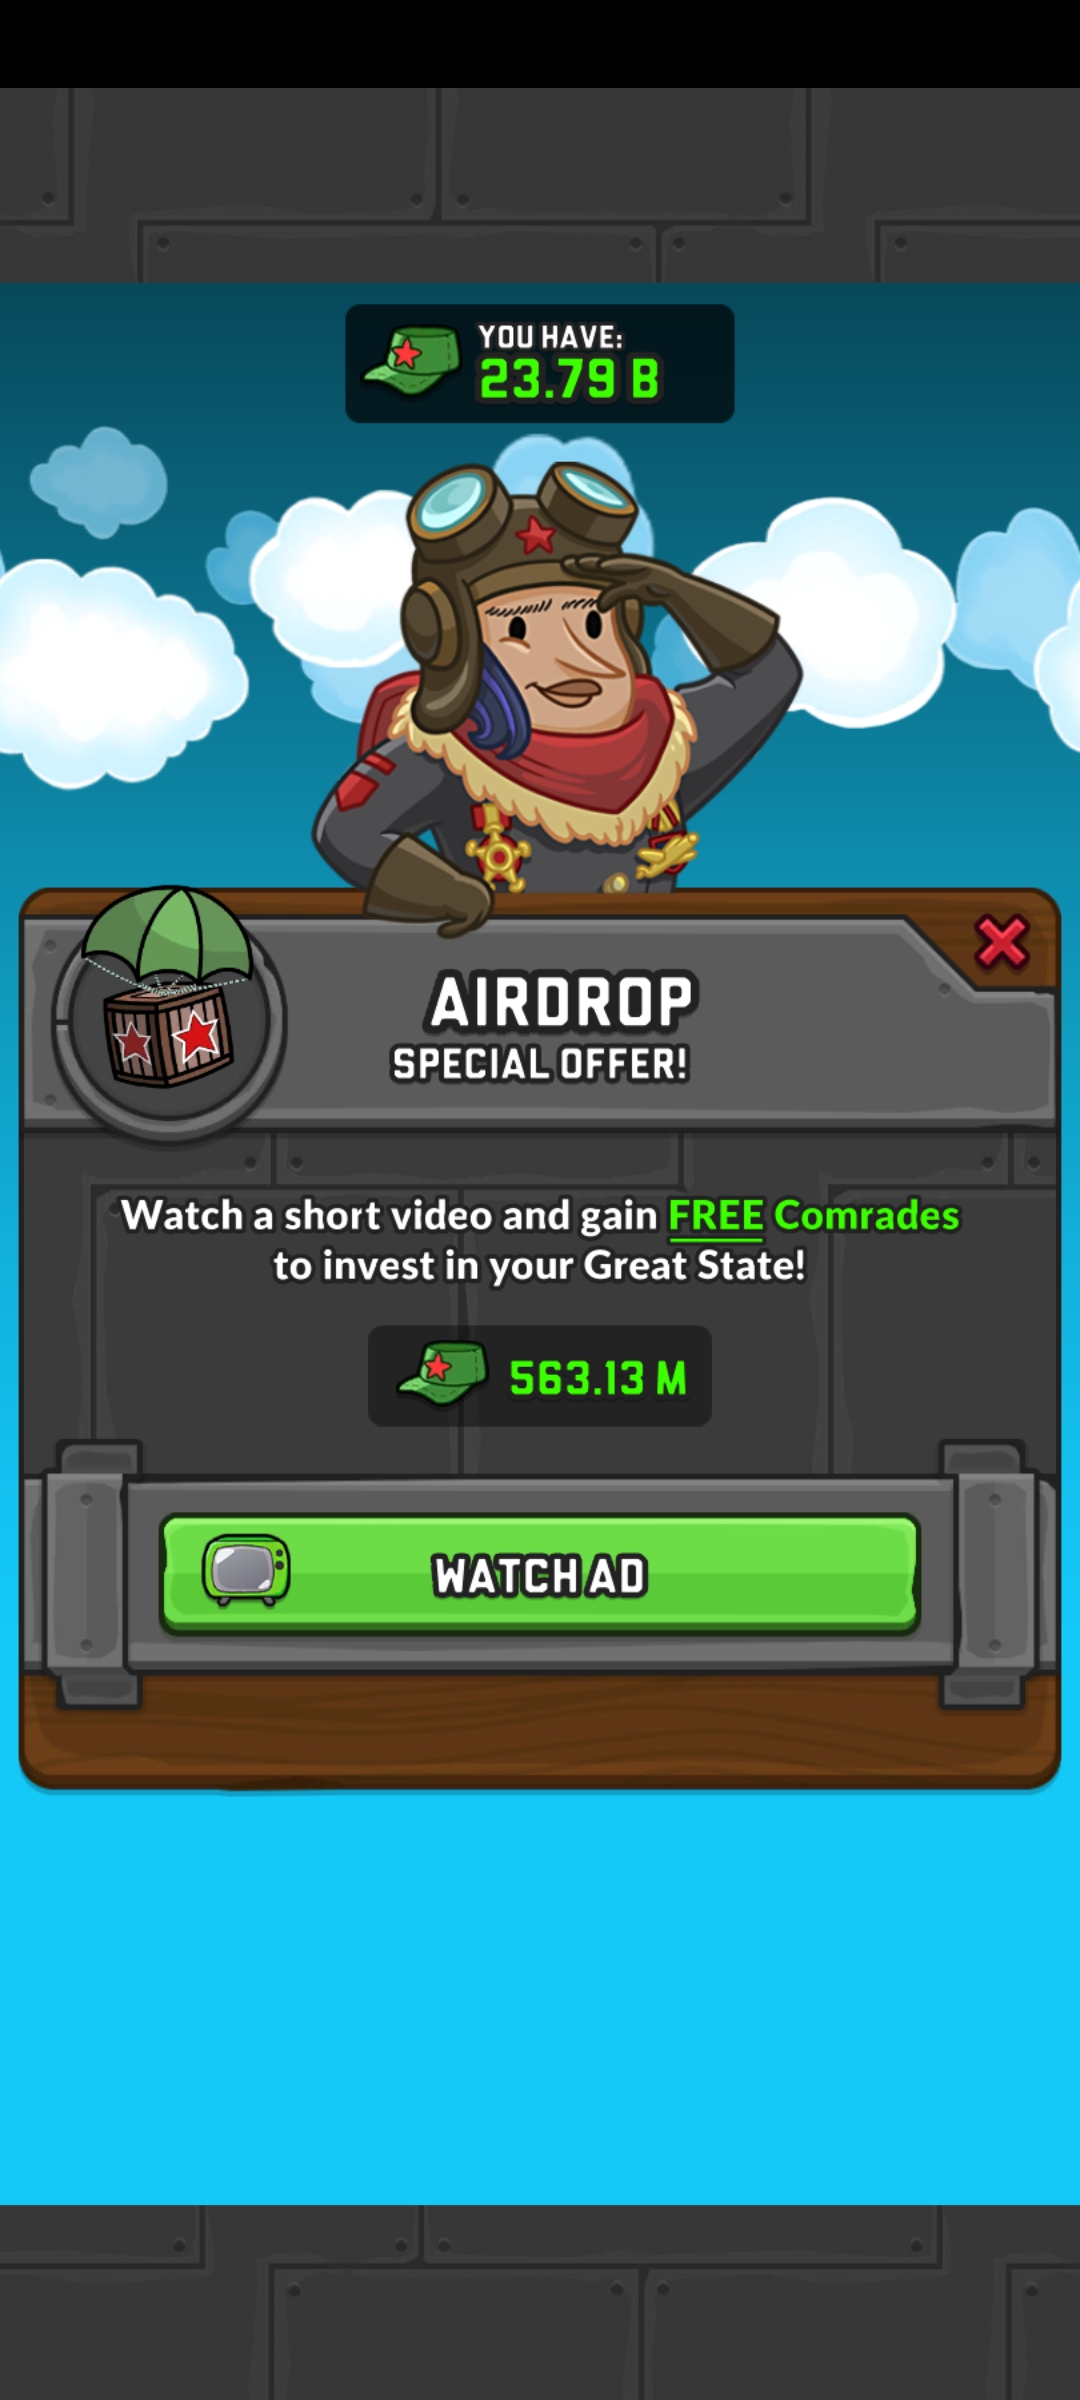 YOU HAVE:
23.79 B
AIRDROP
SPECIAL OFFER!
Watch a short video and gain FREE Comrades
to invest in your Great State!
563.13 M
WATCH AD